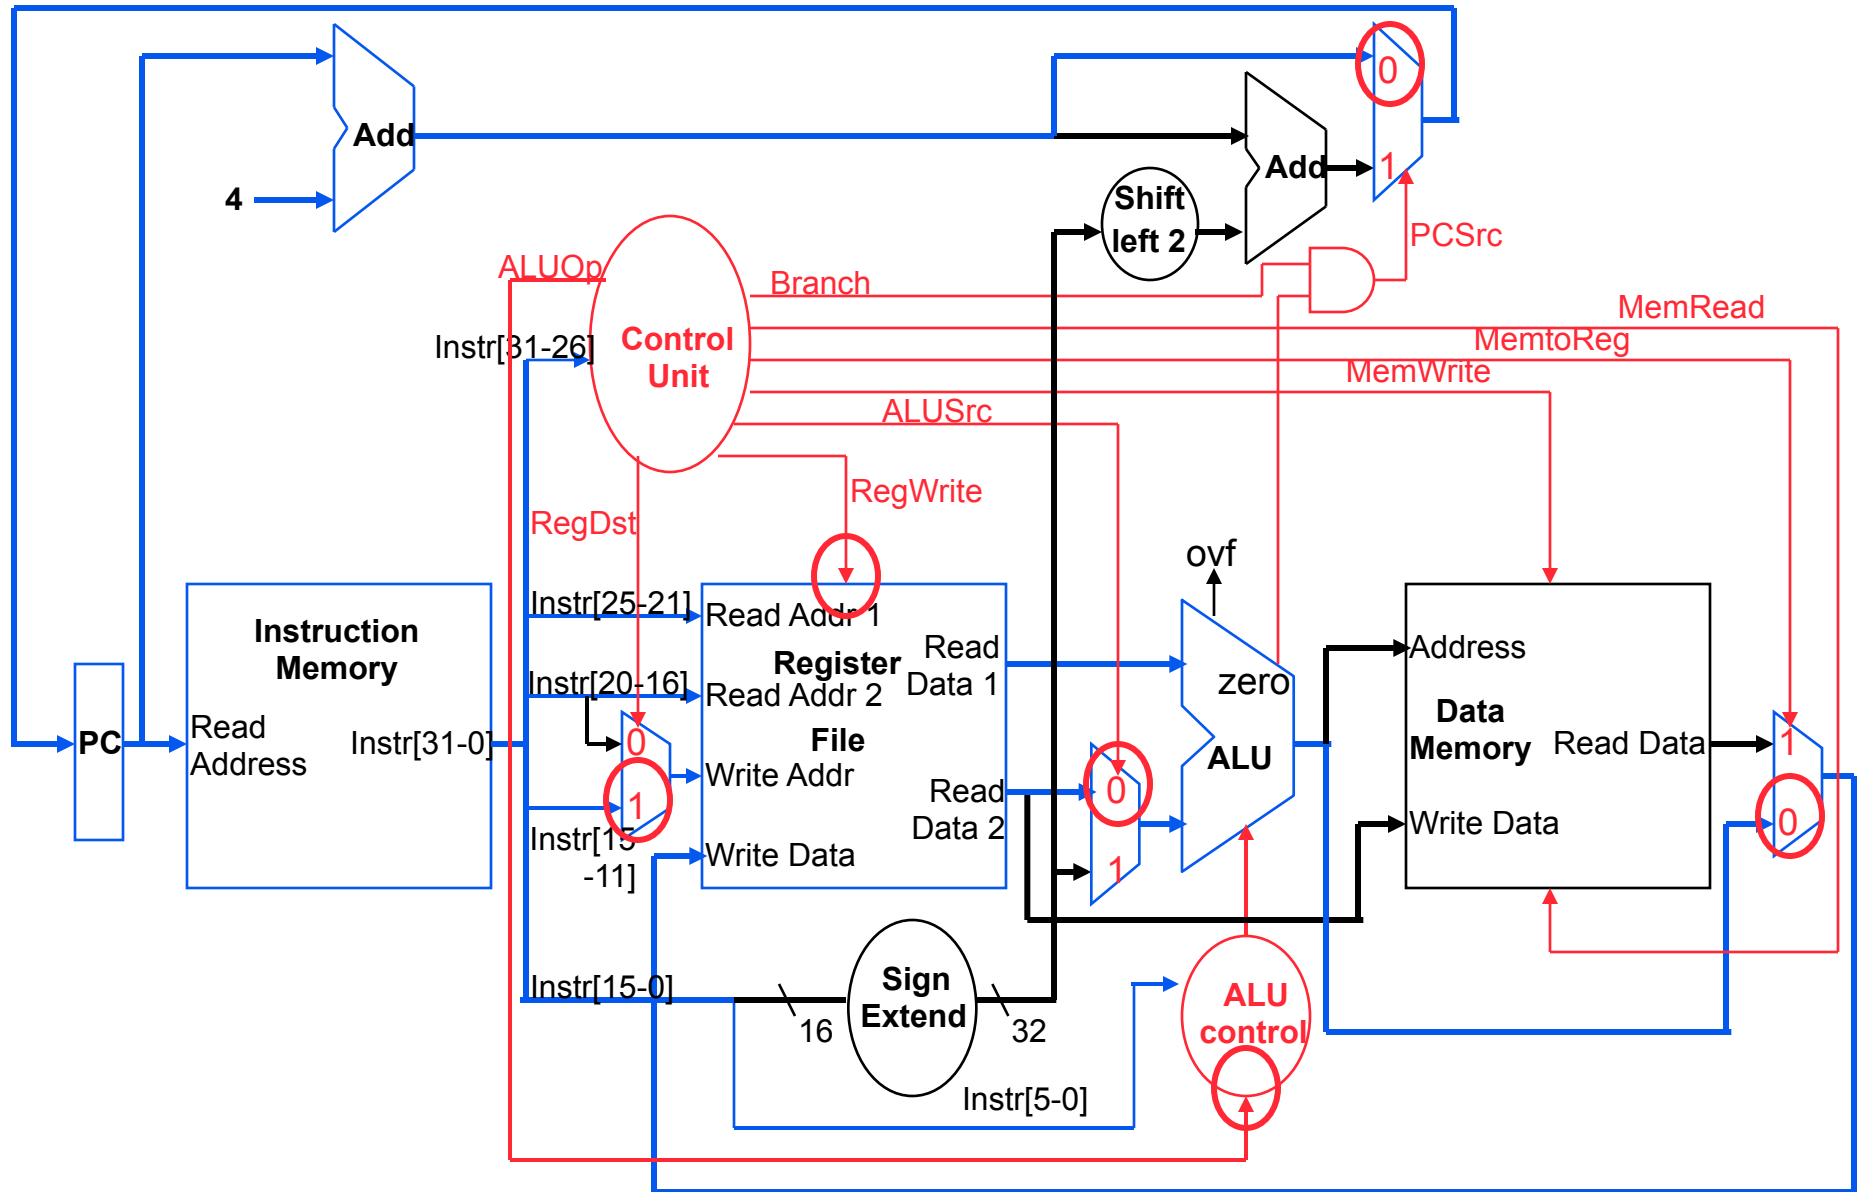 0
Add
Add
1
4
Shift
left 2
PCSrc
ALUOp
Branch
MemRead
Instr[31-26]
Control
Unit
MemtoReg
MemWrite
ALUSrc
RegWrite
RegDst
ovf
Instruction
Memory
Instr[25-21]
Read Addr 1
Read
Data 1
Register
File
Instr[20-16]
Read Addr 2
zero
Address
Data
Memory
PC
Read
Address
Instr[31-0]
0
1
Write Addr
ALU
Read Data
1
0
Read
Data 2
0
1
Write Data
Instr[15
-11]
Write Data
Sign
Extend
Instr[15-0]
16
32
ALU
control
Instr[5-0]